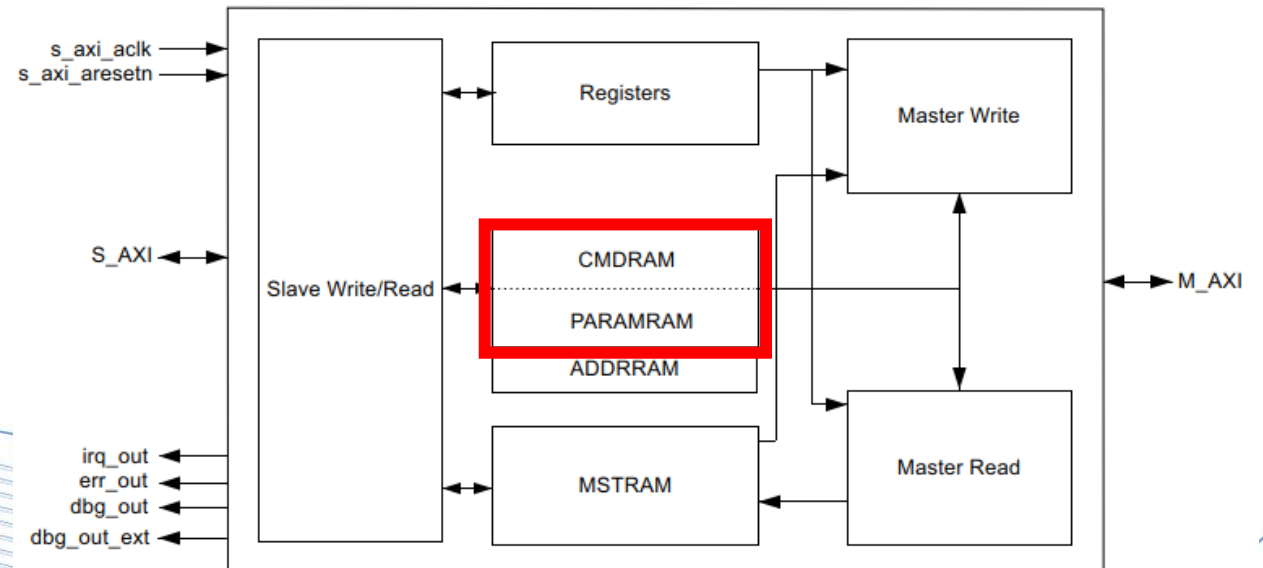 s_axi_aclk
s_axi_aresetn
Registers
Master Write
S_AXI
Slave Write/Read
CMDRAM
PARAMRAM
ADDRRAM
M_AXI
irq_out
err_out
dbg_out
dbg_out_ext
MSTRAM
Master Read